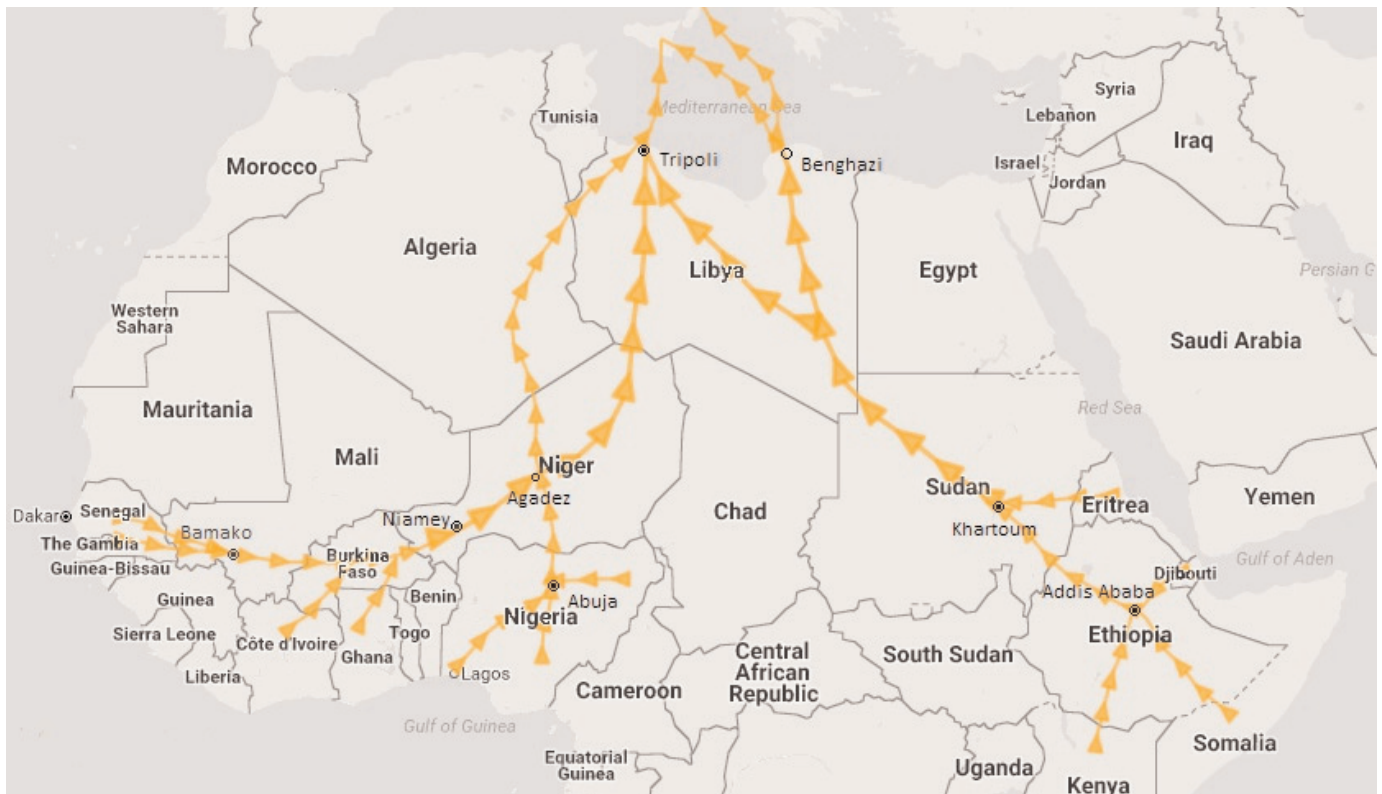 Syria
Mediterranean Sea
Lebanon
Tunisia
Iraq
Tripoli
Benghazi
Israel
Morocco
Jordan
Algeria
Libya
Egypt
Persian G
Western
Sahara
Saudi Arabia
Mauritania
Red Sea
Mali
Niger
Agadez
Sudan
Eritrea
Yemen
Dakar
Senegal
Niamey
Chad
Khartoum
Bamako
The Gambia
Burkina
Faso
Guinea-Bissau
Gulf of Aden
Djibouti
Benin
Abuja
Addis Ababa
Guinea
Nigeria
Sierra Leone
Côte d'Ivoire
Togo
Ghana
Ethiopia
Liberia
Lagos
Central
African
Republic
South Sudan
Cameroon
Gulf of Guinea
Somalia
Equatorial
Guinea
Uganda
Kenya